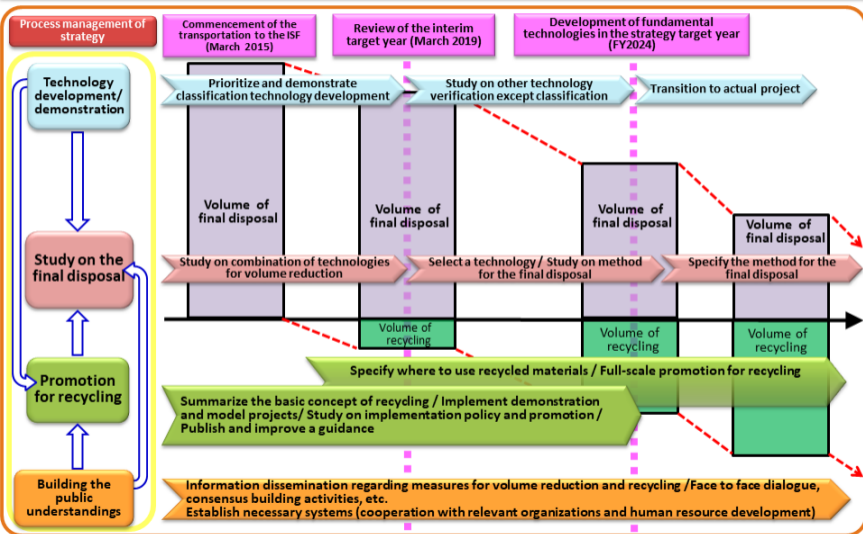 Process management of
strategy
Commencement of the
transportation to the ISF
(March 2015)
Review of the interim
target year (March 2019)
Development of fundamental
technologies in the strategy target year
(FY2024)
Technology
development/
demonstration
Prioritize and demonstrate
classification technology development
Study on other technology
verification except classification
Transition to actual project
Volume of
final disposal
Volume of
final disposal
Volume of
final disposal
Volume of
final disposal
Study on the
final disposal
Study on combination of technologies
for volume reduction
Select a technology/ Study on method
for the final disposal
Specify the method for the
final disposal
Volume of
recycling
Volume of
recycling
Volume of
recycling
Promotion
for recycling
Specify where to use recycled materials / Full-scale promotion for recycling
Summarize the basic concept of recycling / Implement demonstration
and model projects/ Study on implementation policy and promotion /
Publish and improve a guidance
Building the
public
understandings
Information dissemination regarding measures for volume reduction and recycling /Face to face dialogue,
consensus building activities, etc.
Establish necessary systems (cooperation with relevant organizations and human resource development)